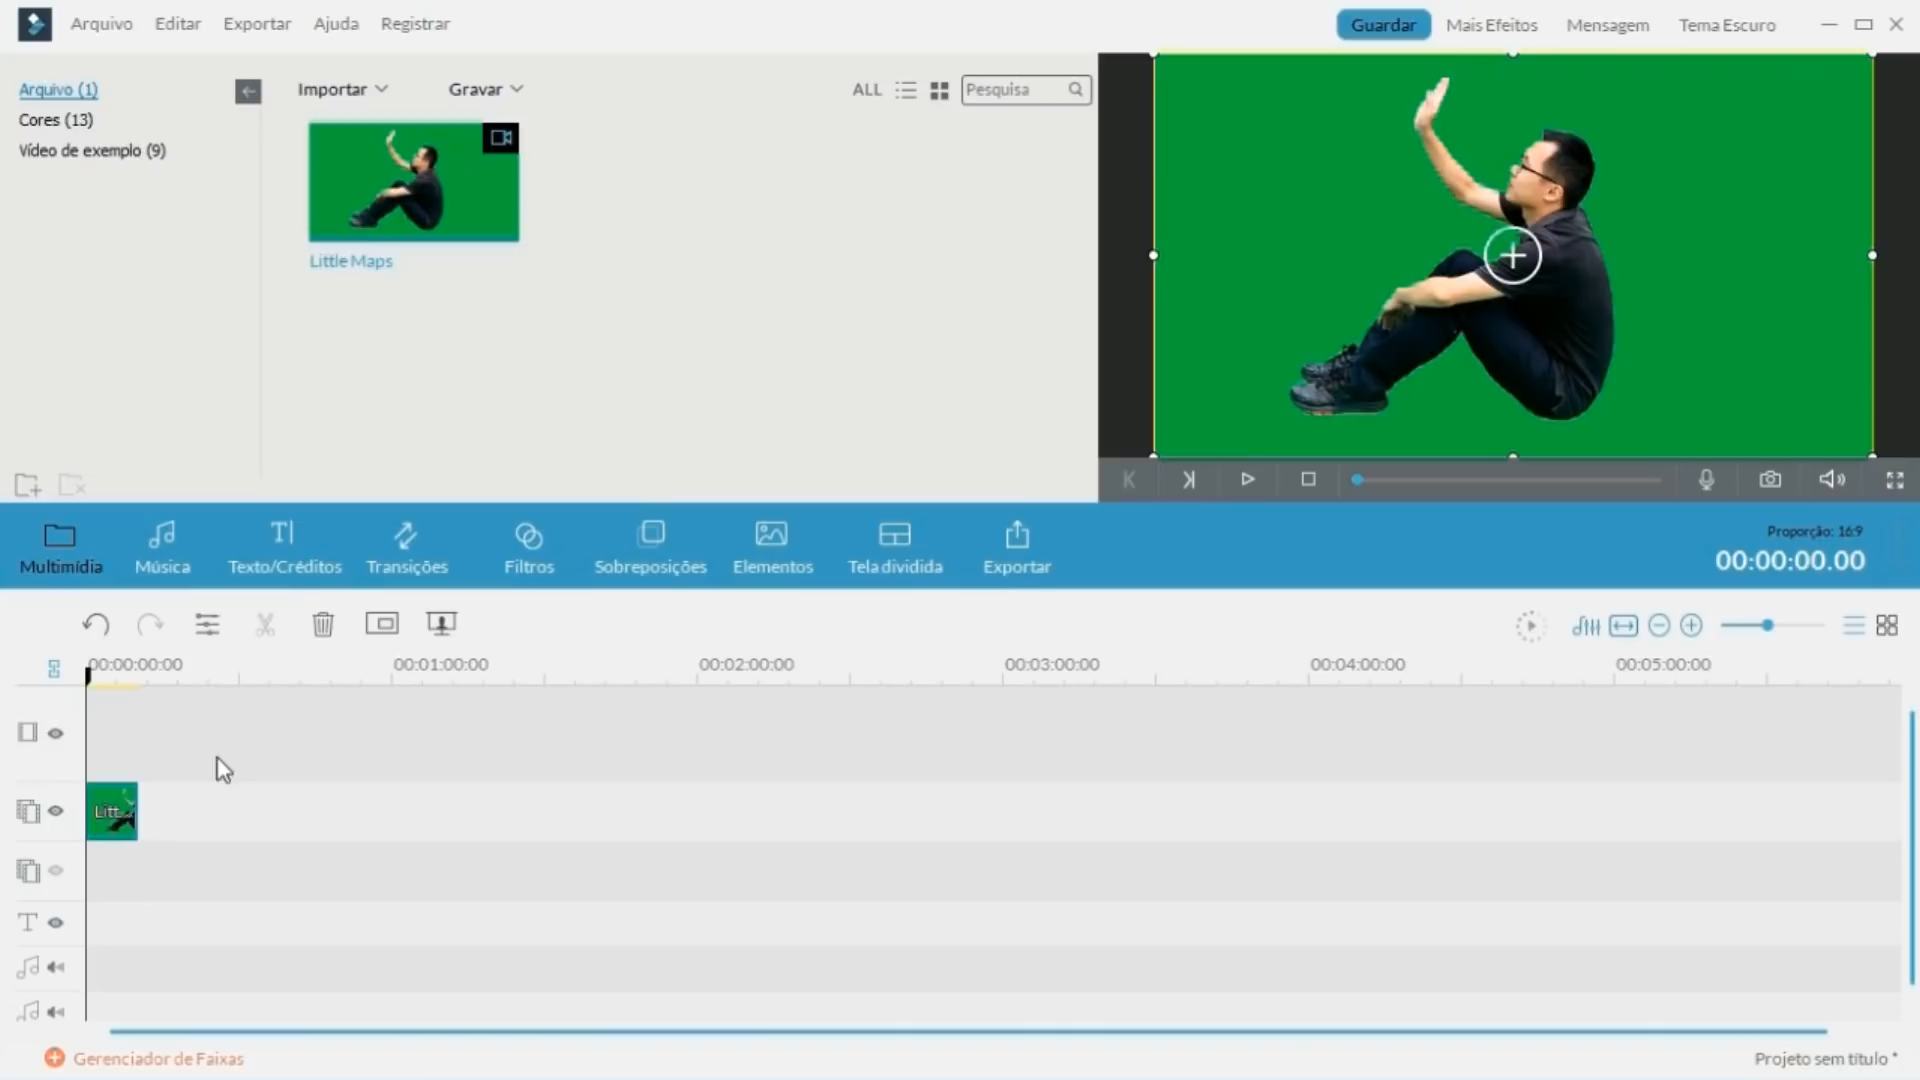 Arquivo Editar Exportar Ajuda Registrar Guardar Mais Efeitos Mensagem Tema Escuro
Arquivo (1)
Cores (13)
Vídeo de exemplo (9)
Importar Gravar ALL Pesquisa
Little Maps
Multimídia Música Texto/Créditos Transições Filtros Sobreposições Elementos Tela dividida Exportar
Proporção: 16:9
00:00:00.00
00:00:00:00 00:01:00:00 00:02:00:00 00:03:00:00 00:04:00:00 00:05:00:00
Litt...
Gerenciador de Faixas
Projeto sem título *